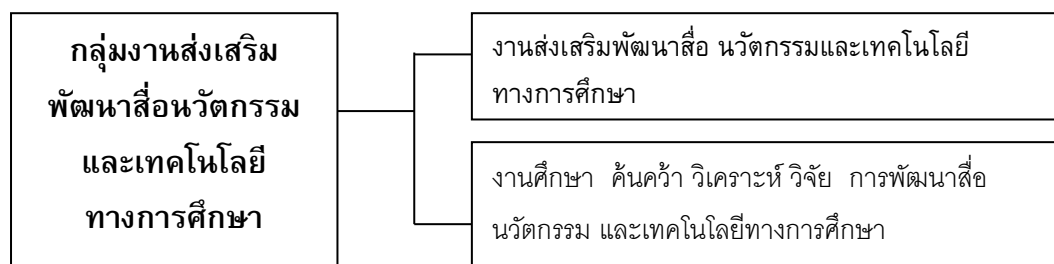 กลุ่มงานส่งเสริม
พัฒนาสื่อนวัตกรรม
และเทคโนโลยี
ทางการศึกษา
งานส่งเสริมพัฒนาสื่อ นวัตกรรมและเทคโนโลยี
ทางการศึกษา
งานศึกษา ค้นคว้า วิเคราะห์ วิจัย การพัฒนาสื่อ
นวัตกรรม และเทคโนโลยีทางการศึกษา